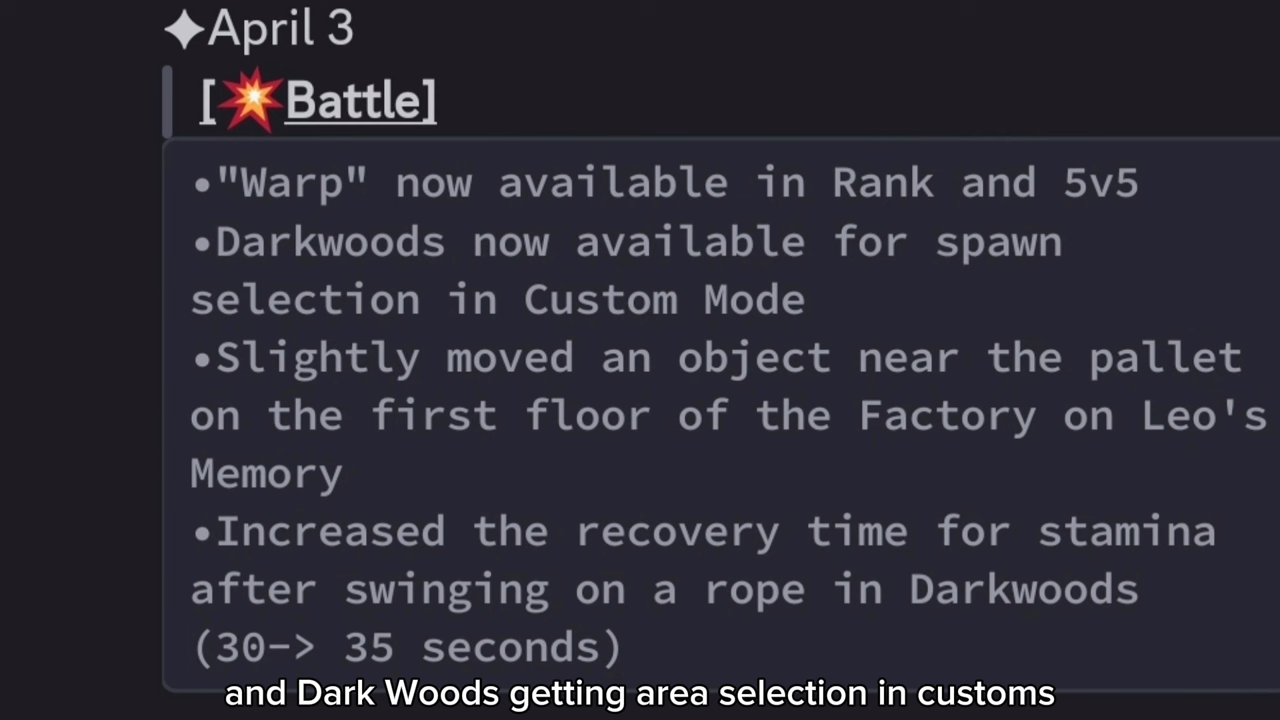 ✦April 3
[💥Battle]
•"Warp" now available in Rank and 5v5
•Darkwoods now available for spawn
selection in Custom Mode
•Slightly moved an object near the pallet
on the first floor of the Factory on Leo's
Memory
•Increased the recovery time for stamina
after swinging on a rope in Darkwoods
(30-> 35 seconds)
and Dark Woods getting area selection in customs